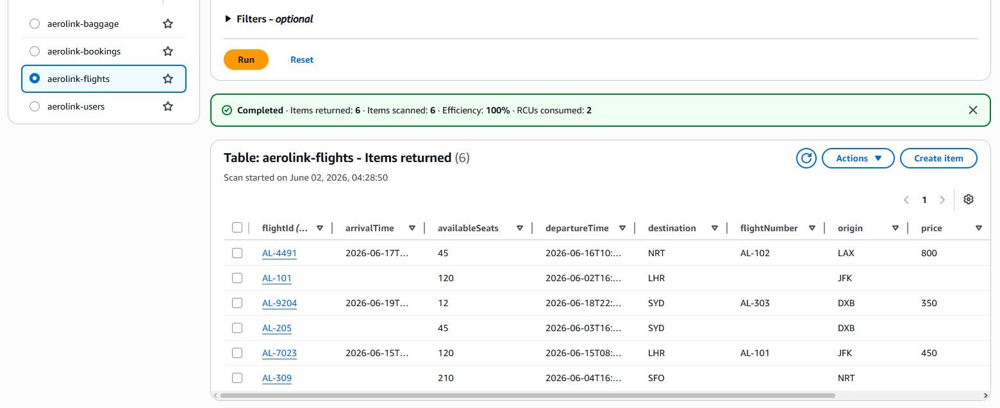 aerolink-baggage
aerolink-bookings
aerolink-flights
aerolink-users
Filters - optional
Run Reset
Completed · Items returned: 6 · Items scanned: 6 · Efficiency: 100% · RCUs consumed: 2
Table: aerolink-flights - Items returned (6)
Actions Create item
Scan started on June 02, 2026, 04:28:50
1
flightId (... arrivalTime availableSeats departureTime destination flightNumber origin price
AL-4491 2026-06-17T... 45 2026-06-16T10:... NRT AL-102 LAX 800
AL-101 120 2026-06-02T16:... LHR JFK
AL-9204 2026-06-19T... 12 2026-06-18T22:... SYD AL-303 DXB 350
AL-205 45 2026-06-03T16:... SYD DXB
AL-7023 2026-06-15T... 120 2026-06-15T08:... LHR AL-101 JFK 450
AL-309 210 2026-06-04T16:... SFO NRT